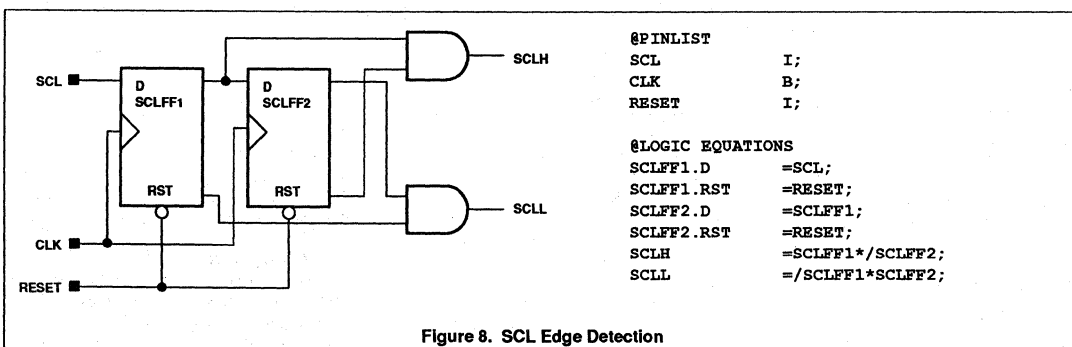 SCL
D
SCLFF1
RST
D
SCLFF2
RST
SCLH
SCLL
CLK
RESET
@PINLIST
SCL I;
CLK B;
RESET I;
@LOGIC EQUATIONS
SCLFF1.D =SCL;
SCLFF1.RST =RESET;
SCLFF2.D =SCLFF1;
SCLFF2.RST =RESET;
SCLH =SCLFF1*/SCLFF2;
SCLL =/SCLFF1*SCLFF2;
Figure 8. SCL Edge Detection